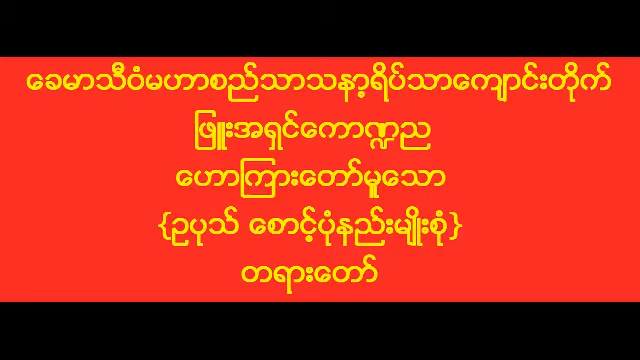 ခေမာသီဝံမဟာစည်သာသနာ့ရိပ်သာကျောင်းတိုက်
ဖြူးအရှင်ကောဏ္ဍည
ဟောကြားတော်မူသော
{ဥပုသ် စောင့်ပုံနည်းမျိုးစုံ}
တရားတော်